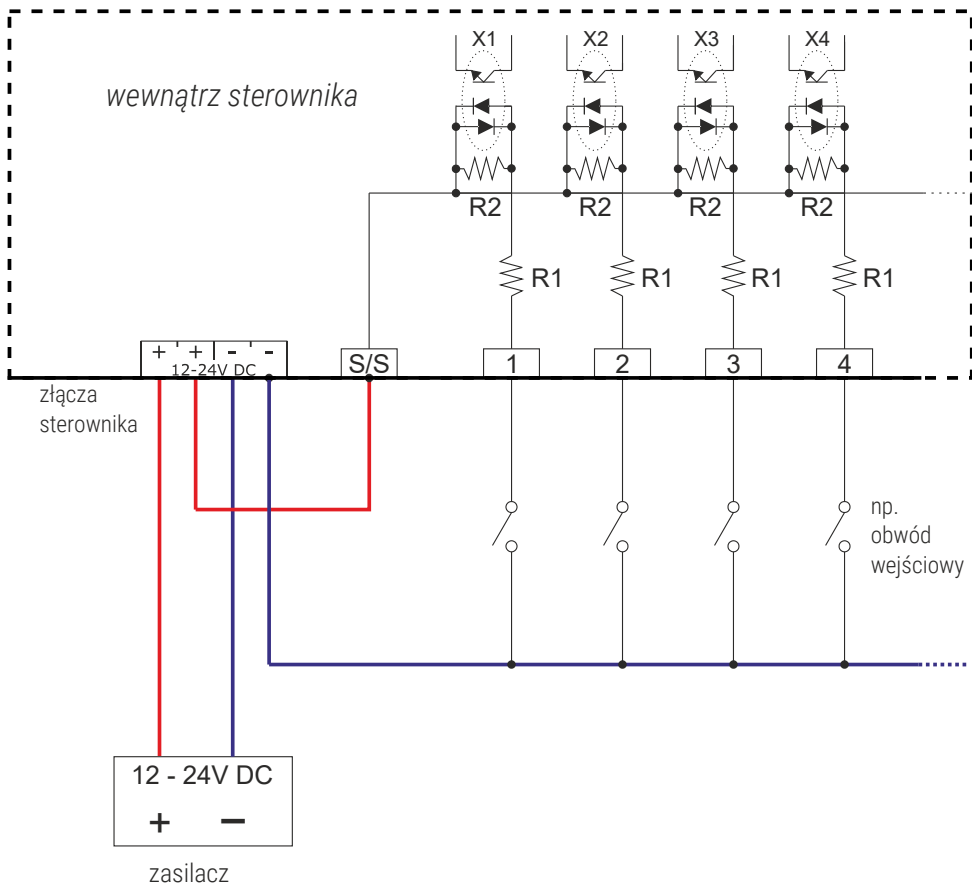 X1 X2 X3 X4
wewnątrz sterownika
R2 R2 R2 R2
R1 R1 R1 R1
+ + - -
12-24V DC
S/S 1 2 3 4
złącza
sterownika
np.
obwód
wejściowy
12 - 24V DC
+ −
zasilacz